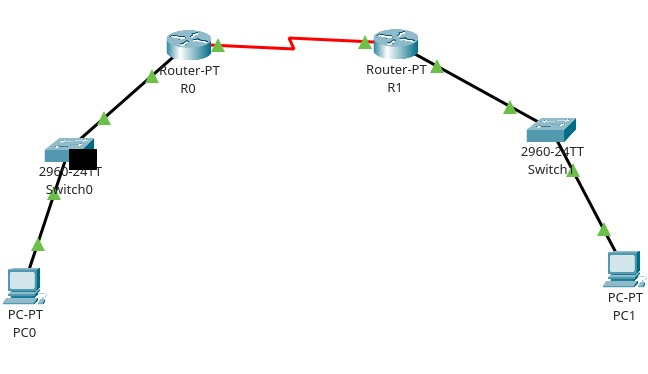 Router-PT
R0
Router-PT
R1
2960-24TT
Switch0
2960-24TT
Switch1
PC-PT
PC0
PC-PT
PC1